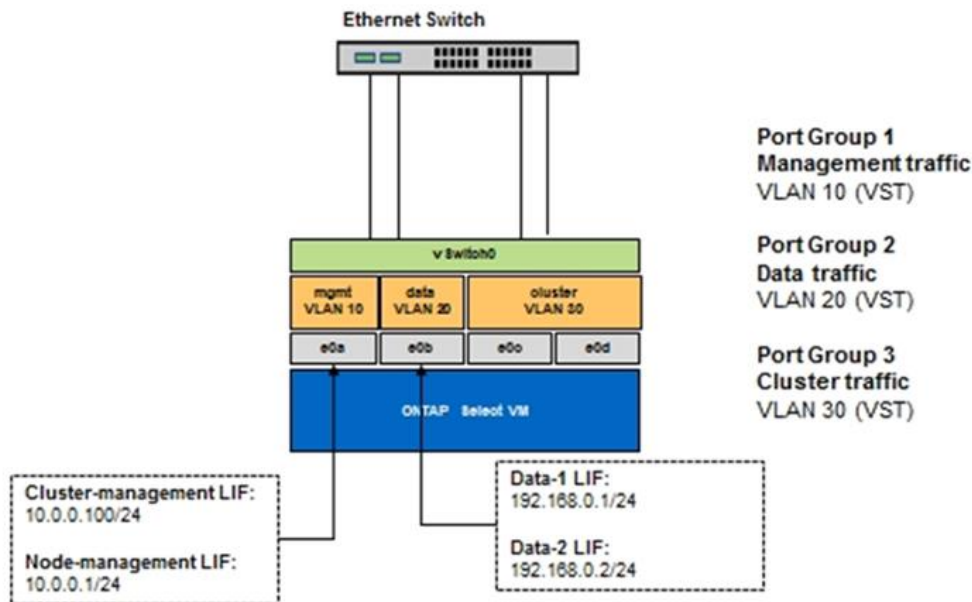 Ethernet Switch
Port Group 1
Management traffic
VLAN 10 (VST)
Port Group 2
Data traffic
VLAN 20 (VST)
Port Group 3
Cluster traffic
VLAN 30 (VST)
vSwitch0
mgmt
VLAN 10
data
VLAN 20
cluster
VLAN 30
e0a
e0b
e0c
e0d
ONTAP Select VM
Cluster-management LIF:
10.0.0.100/24
Node-management LIF:
10.0.0.1/24
Data-1 LIF:
192.168.0.1/24
Data-2 LIF:
192.168.0.2/24